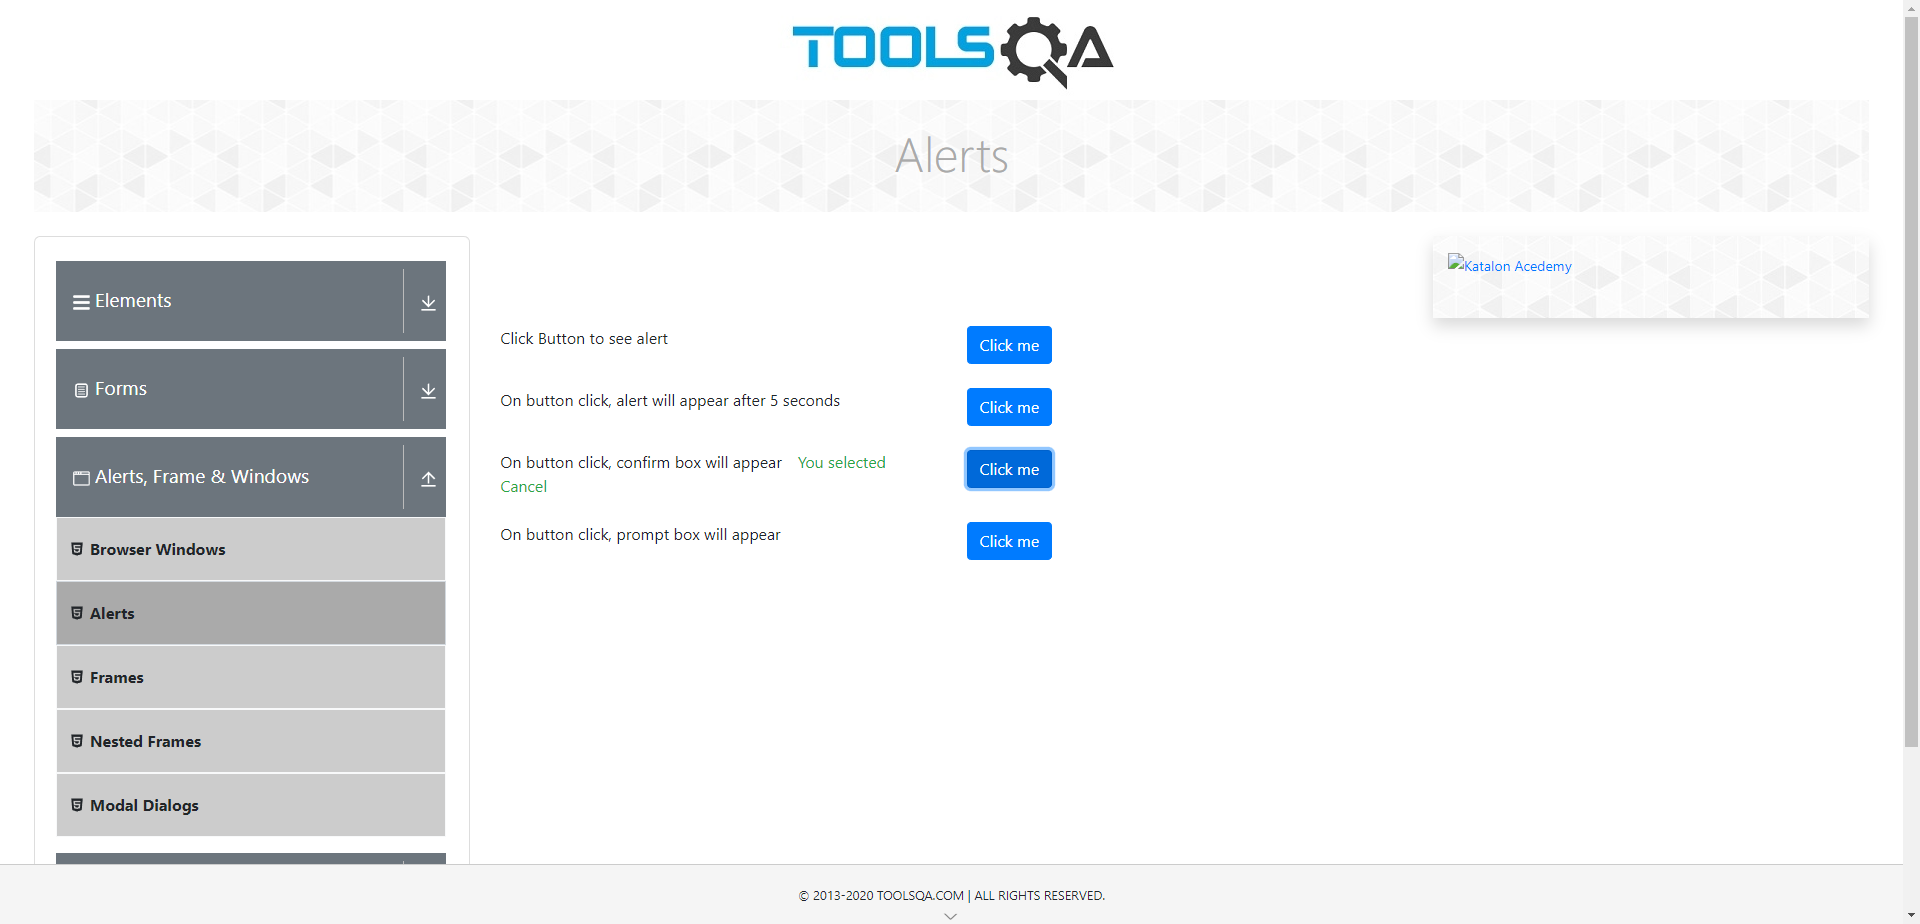 TOOLSQA
Alerts
Elements
Forms
Alerts, Frame & Windows
Browser Windows
Alerts
Frames
Nested Frames
Modal Dialogs
Click Button to see alert
Click me
On button click, alert will appear after 5 seconds
Click me
On button click, confirm box will appear You selected
Cancel
Click me
On button click, prompt box will appear
Click me
Katalon Acedemy
© 2013-2020 TOOLSQA.COM | ALL RIGHTS RESERVED.